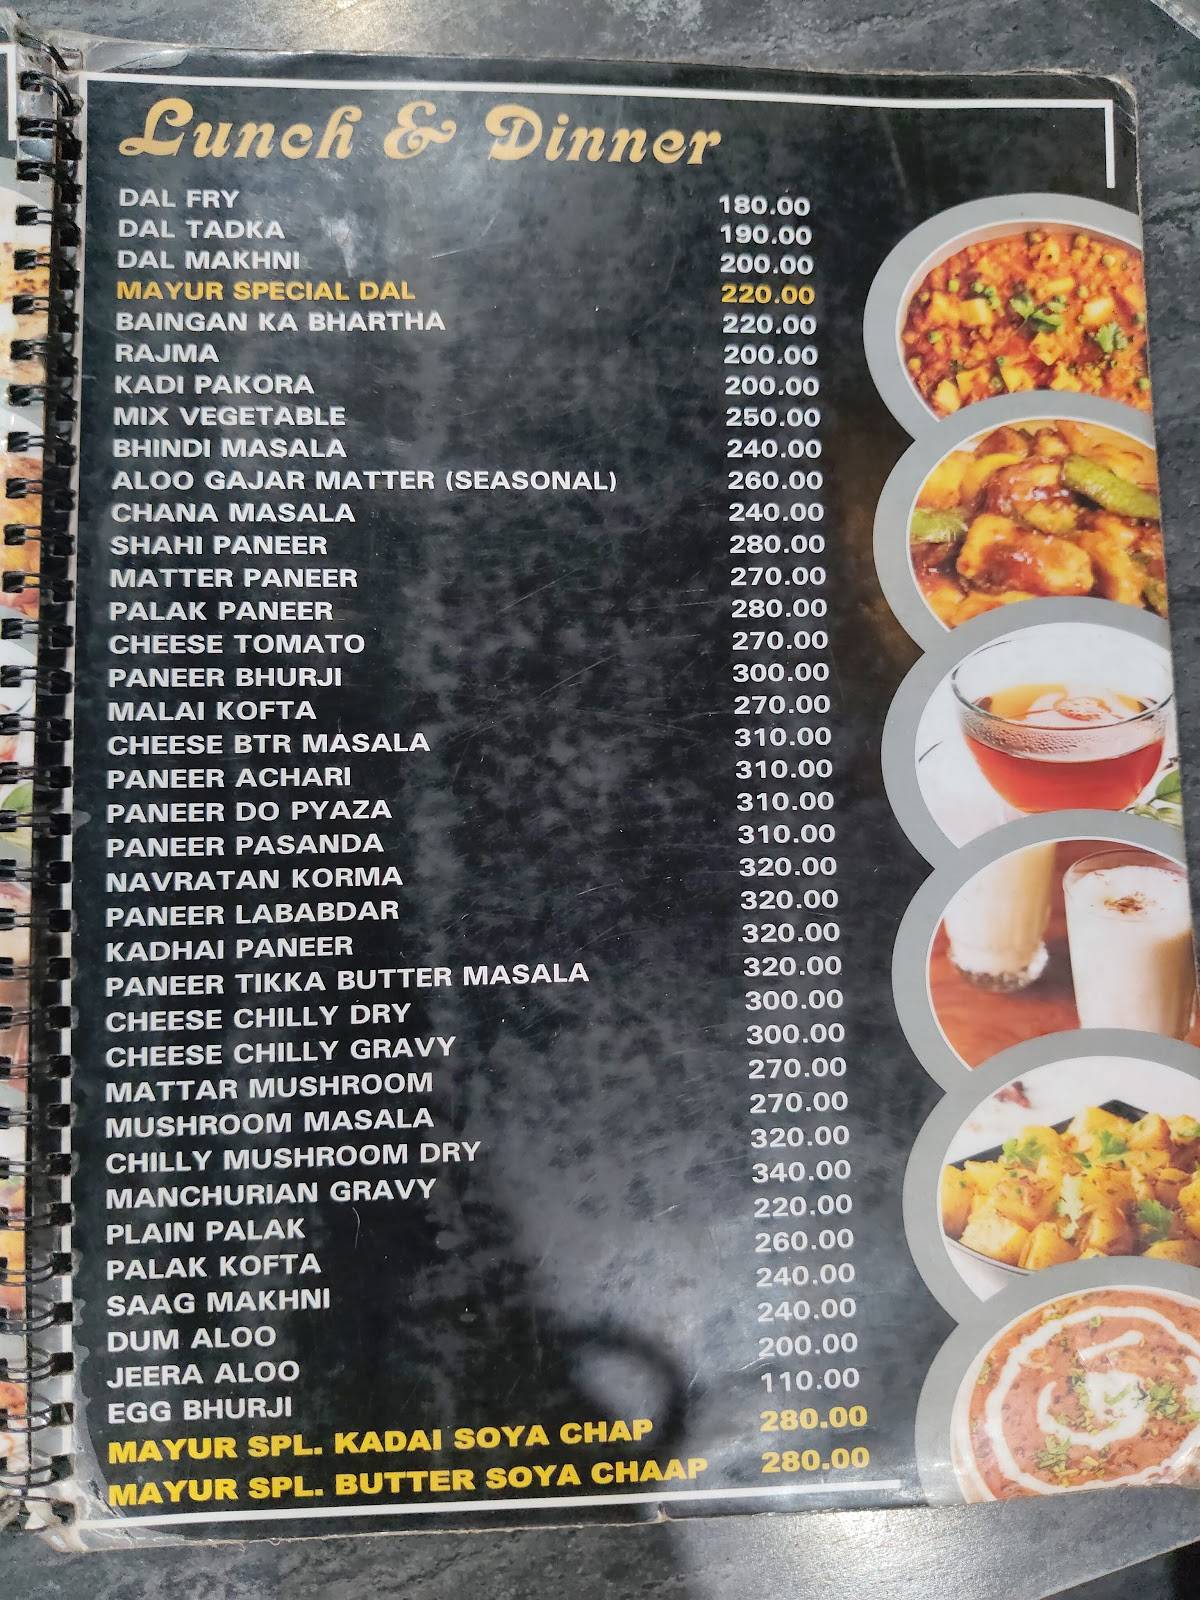 Lunch & Dinner
DAL FRY 180.00
DAL TADKA 190.00
DAL MAKHNI 200.00
MAYUR SPECIAL DAL 220.00
BAINGAN KA BHARTHA 220.00
RAJMA 200.00
KADI PAKORA 200.00
MIX VEGETABLE 250.00
BHINDI MASALA 240.00
ALOO GAJAR MATTER (SEASONAL) 260.00
CHANA MASALA 240.00
SHAHI PANEER 280.00
MATTER PANEER 270.00
PALAK PANEER 280.00
CHEESE TOMATO 270.00
PANEER BHURJI 300.00
MALAI KOFTA 270.00
CHEESE BTR MASALA 310.00
PANEER ACHARI 310.00
PANEER DO PYAZA 310.00
PANEER PASANDA 310.00
NAVRATAN KORMA 320.00
PANEER LABABDAR 320.00
KADHAI PANEER 320.00
PANEER TIKKA BUTTER MASALA 320.00
CHEESE CHILLY DRY 300.00
CHEESE CHILLY GRAVY 300.00
MATTAR MUSHROOM 270.00
MUSHROOM MASALA 270.00
CHILLY MUSHROOM DRY 320.00
MANCHURIAN GRAVY 340.00
PLAIN PALAK 220.00
PALAK KOFTA 260.00
SAAG MAKHNI 240.00
DUM ALOO 240.00
JEERA ALOO 200.00
EGG BHURJI 110.00
MAYUR SPL. KADAI SOYA CHAP 280.00
MAYUR SPL. BUTTER SOYA CHAAP 280.00